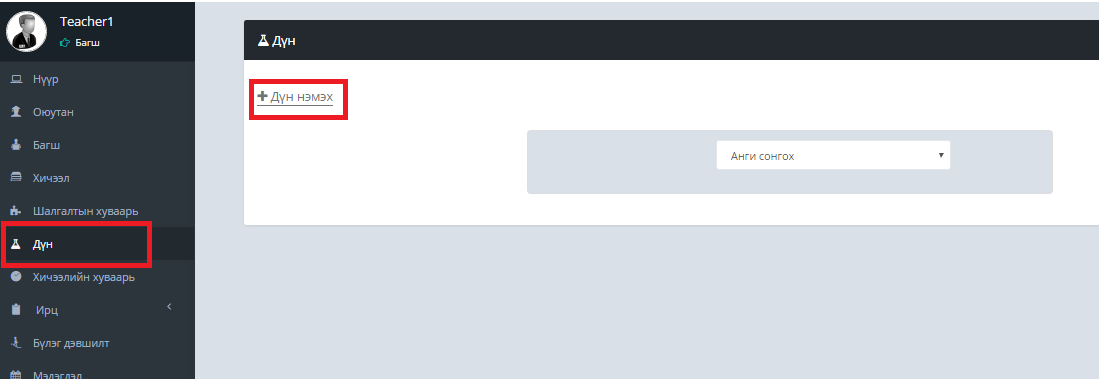 Teacher1
Багш
Нүүр
Оюутан
Багш
Хичээл
Шалгалтын хуваарь
Дүн
Хичээлийн хуваарь
Ирц
Бүлэг дэвшилт
Мэдэгдэл
Дүн
Дүн нэмэх
Анги сонгох